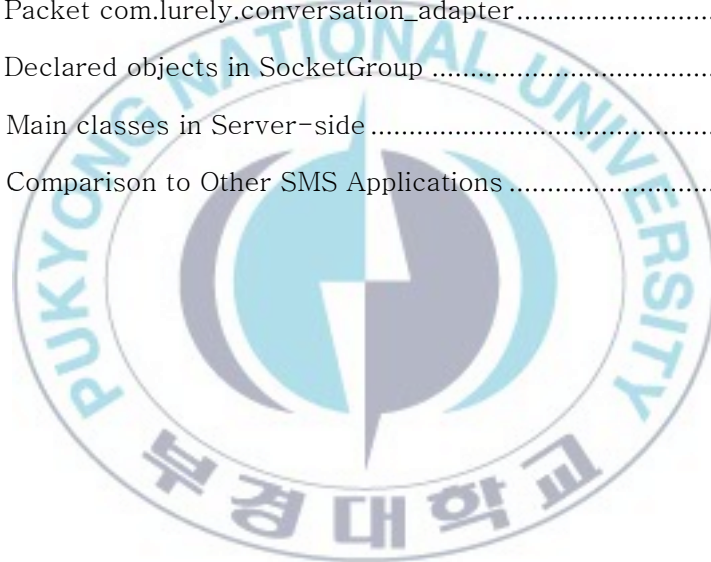 Packet com.lurely.conversation_adapter............................
Declared objects in SocketGroup.....................................
Main classes in Server-side............................................
Comparison to Other SMS Applications...........................
PUKYONG NATIONAL UNIVERSITY
부경대학교